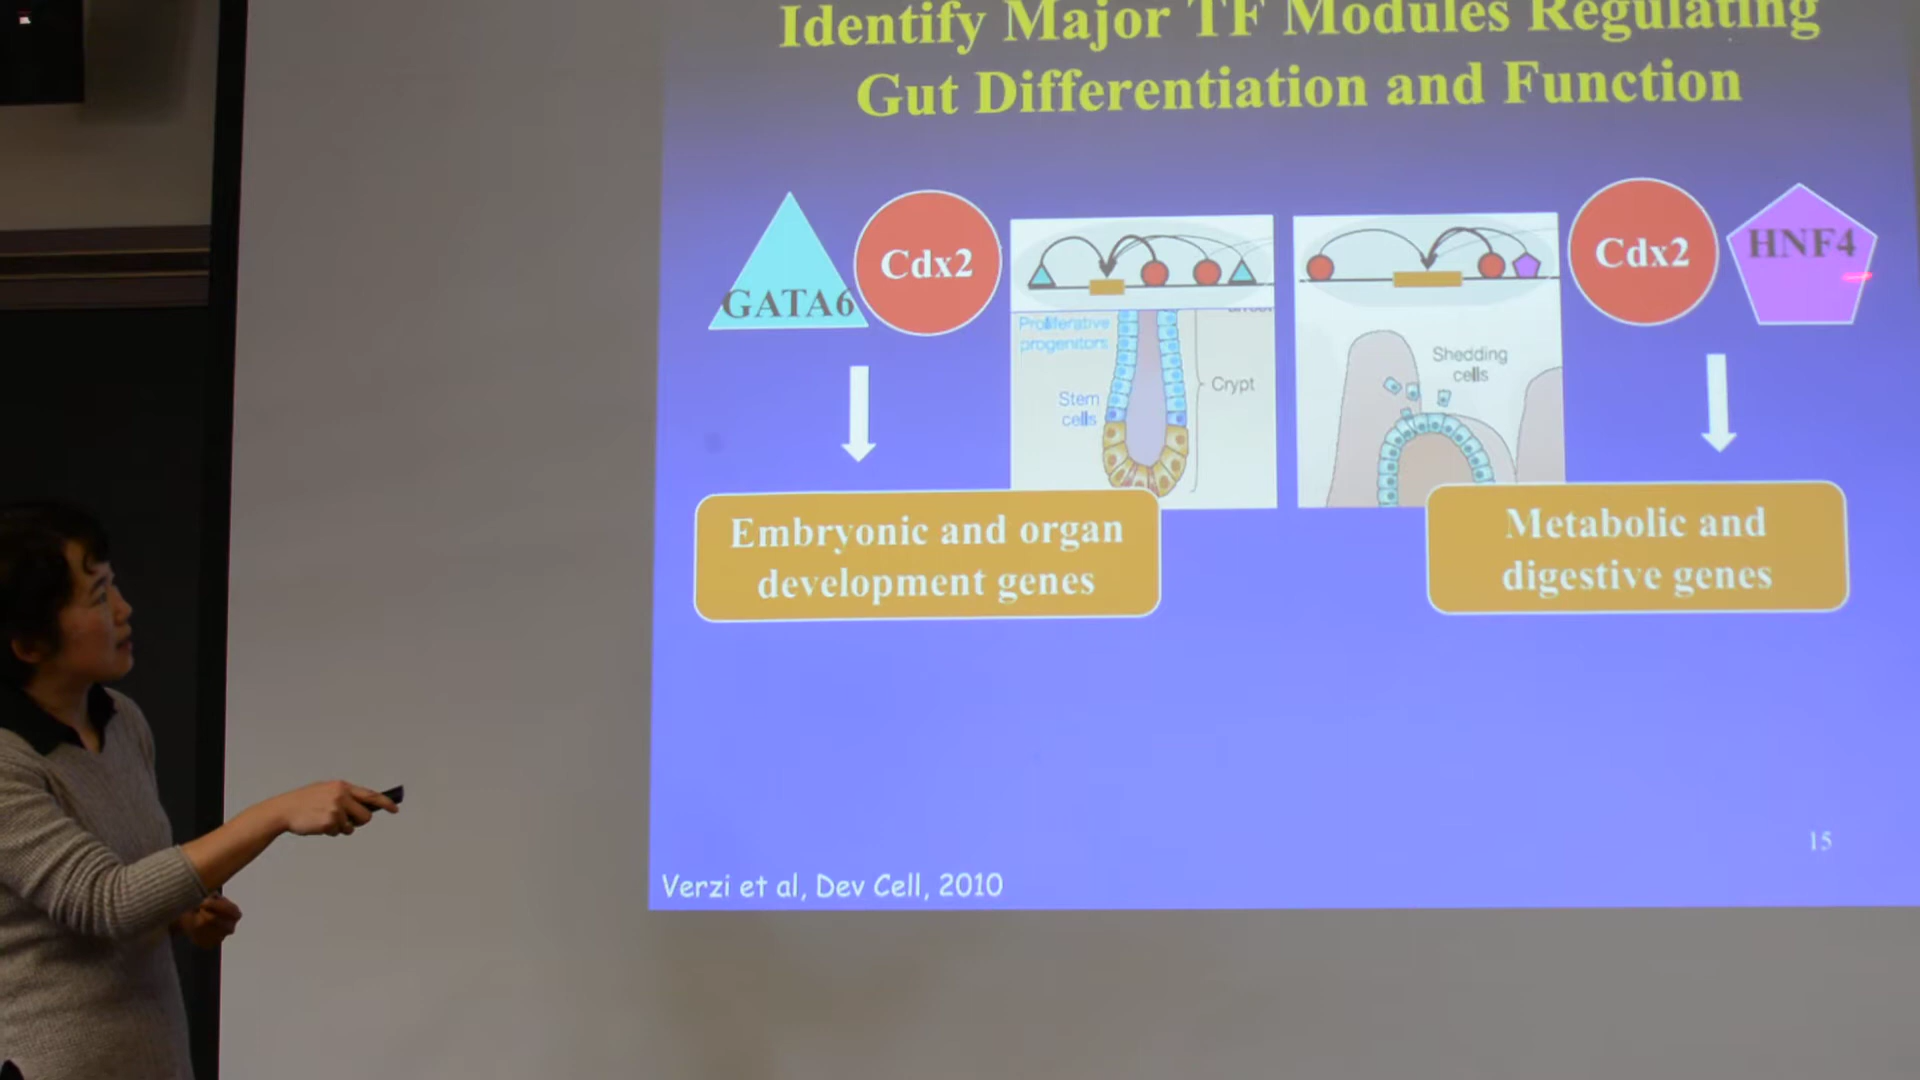 Identify Major TF Modules Regulating
Gut Differentiation and Function
GATA6
Cdx2
Proliferative
progenitors
Stem
cells
Crypt
Shedding
cells
Cdx2
HNF4
Embryonic and organ
development genes
Metabolic and
digestive genes
15
Verzi et al, Dev Cell, 2010